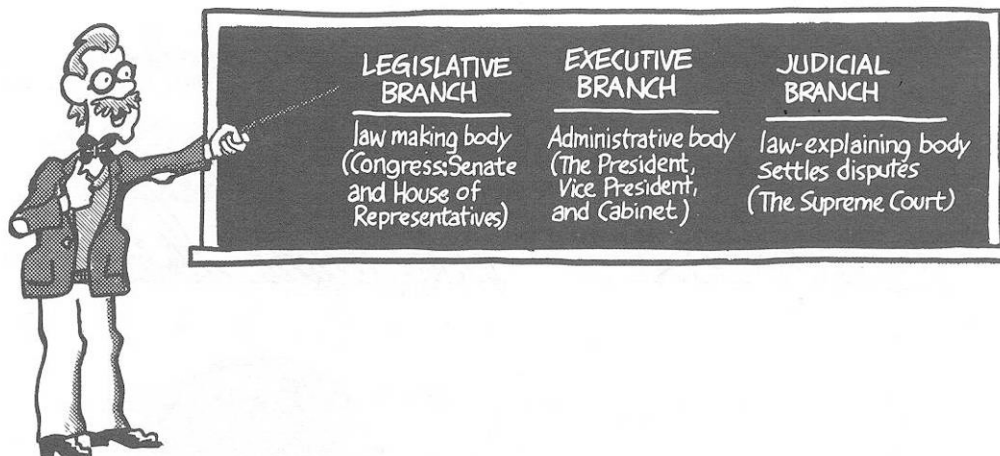 LEGISLATIVE
BRANCH
law making body
(Congress:Senate
and House of
Representatives)
EXECUTIVE
BRANCH
Administrative body
(The President,
Vice President,
and Cabinet)
JUDICIAL
BRANCH
law-explaining body
settles disputes
(The Supreme Court)